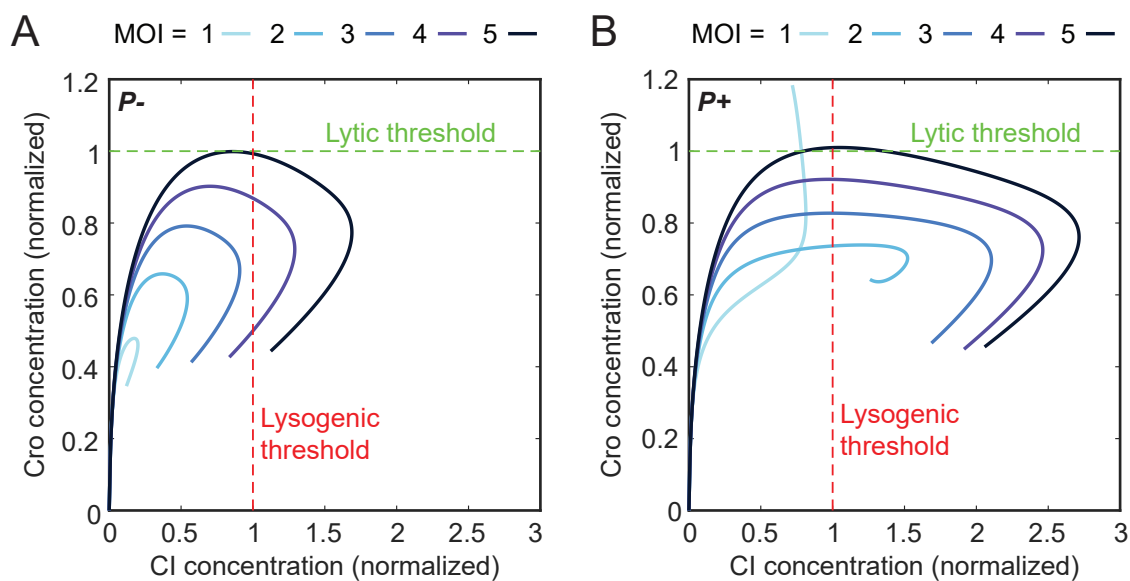 A
MOI = 1 2 3 4 5
P-
Lytic threshold
Lysogenic
threshold
1.2
1
0.8
0.6
0.4
0.2
0
0 0.5 1 1.5 2 2.5 3
Cro concentration (normalized)
CI concentration (normalized)
B
MOI = 1 2 3 4 5
P+
Lytic threshold
Lysogenic
threshold
1.2
1
0.8
0.6
0.4
0.2
0
0 0.5 1 1.5 2 2.5 3
Cro concentration (normalized)
CI concentration (normalized)